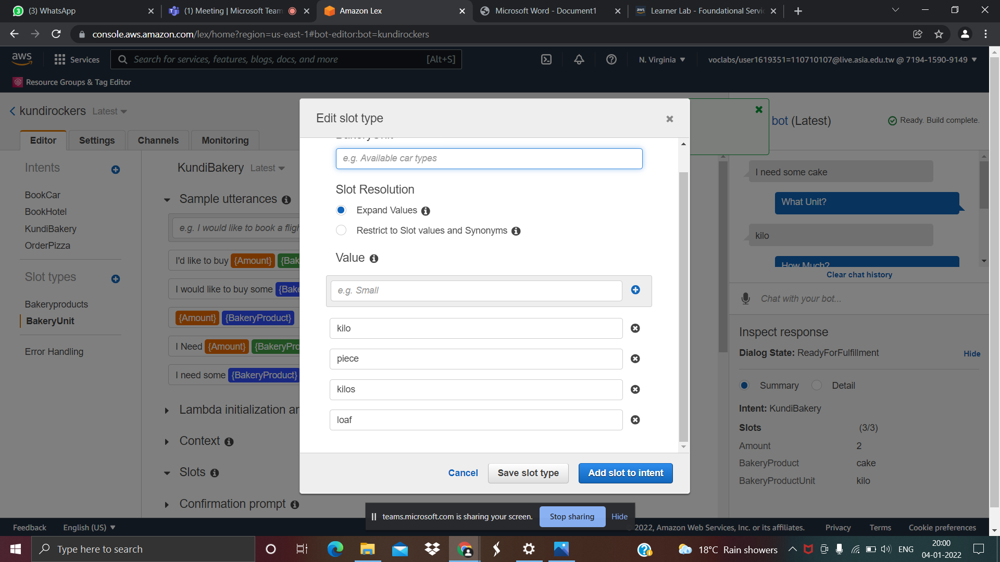 (3) WhatsApp
(1) Meeting | Microsoft Team
Amazon Lex
Microsoft Word - Document1
Learner Lab - Foundational Servic
console.aws.amazon.com/lex/home?region=us-east-1#bot-editor:bot=kundirockers
aws
Services
Search for services, features, blogs, docs, and more
[Alt+S]
N. Virginia
voclabs/user1619351=110710107@live.asia.edu.tw @ 7194-1590-9149
Resource Groups & Tag Editor
kundirockers Latest
Editor
Settings
Channels
Monitoring
Intents
BookCar
BookHotel
KundiBakery
OrderPizza
Slot types
Bakeryproducts
BakeryUnit
Error Handling
KundiBakery Latest
Sample utterances
e.g. I would like to book a fligh
I'd like to buy {Amount} {Bak
I would like to buy some {Bake
{Amount} {BakeryProduct}
I Need {Amount} {BakeryPro
I need some {BakeryProduct}
Lambda initialization an
Context
Slots
Confirmation prompt
Edit slot type
BakeryUnit
e.g. Available car types
Slot Resolution
Expand Values
Restrict to Slot values and Synonyms
Value
e.g. Small
kilo
piece
kilos
loaf
Cancel
Save slot type
Add slot to intent
bot (Latest)
Ready. Build complete.
I need some cake
What Unit?
kilo
How Much?
Clear chat history
Chat with your bot...
Inspect response
Dialog State: ReadyForFulfillment
Hide
Summary
Detail
Intent: KundiBakery
Slots (3/3)
Amount 2
BakeryProduct cake
BakeryProductUnit kilo
teams.microsoft.com is sharing your screen.
Stop sharing
Hide
Feedback
English (US)
2022, Amazon Web Services, Inc. or its affiliates.
Privacy
Terms
Cookie preferences
Type here to search
18°C Rain showers
ENG
20:00
04-01-2022